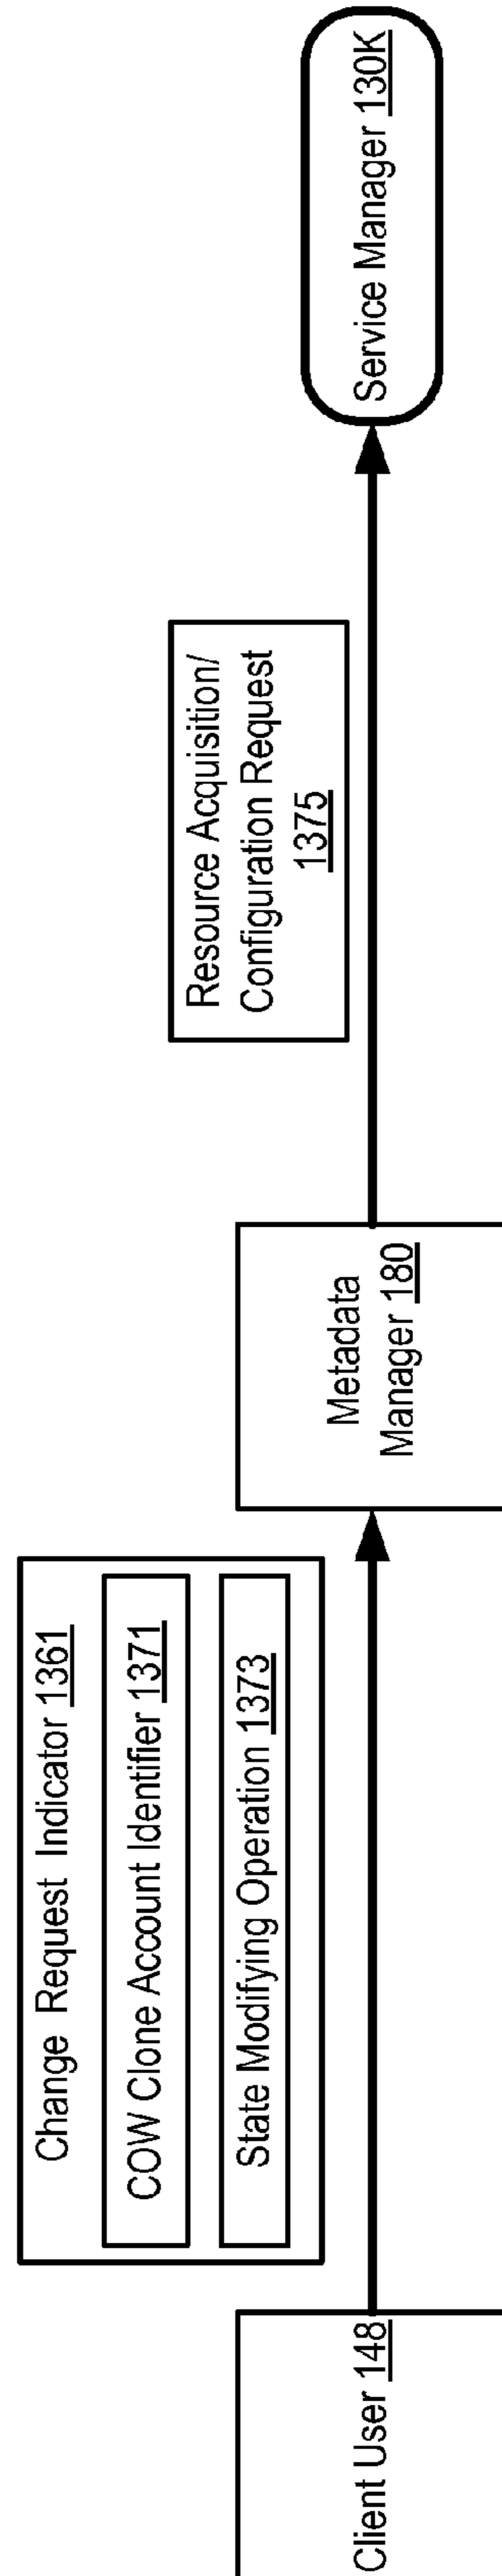 Change Request Indicator 1361
COW Clone Account Identifier 1371
State Modifying Operation 1373
Client User 148
Metadata
Manager 180
Resource Acquisition/
Configuration Request
1375
Service Manager 130K